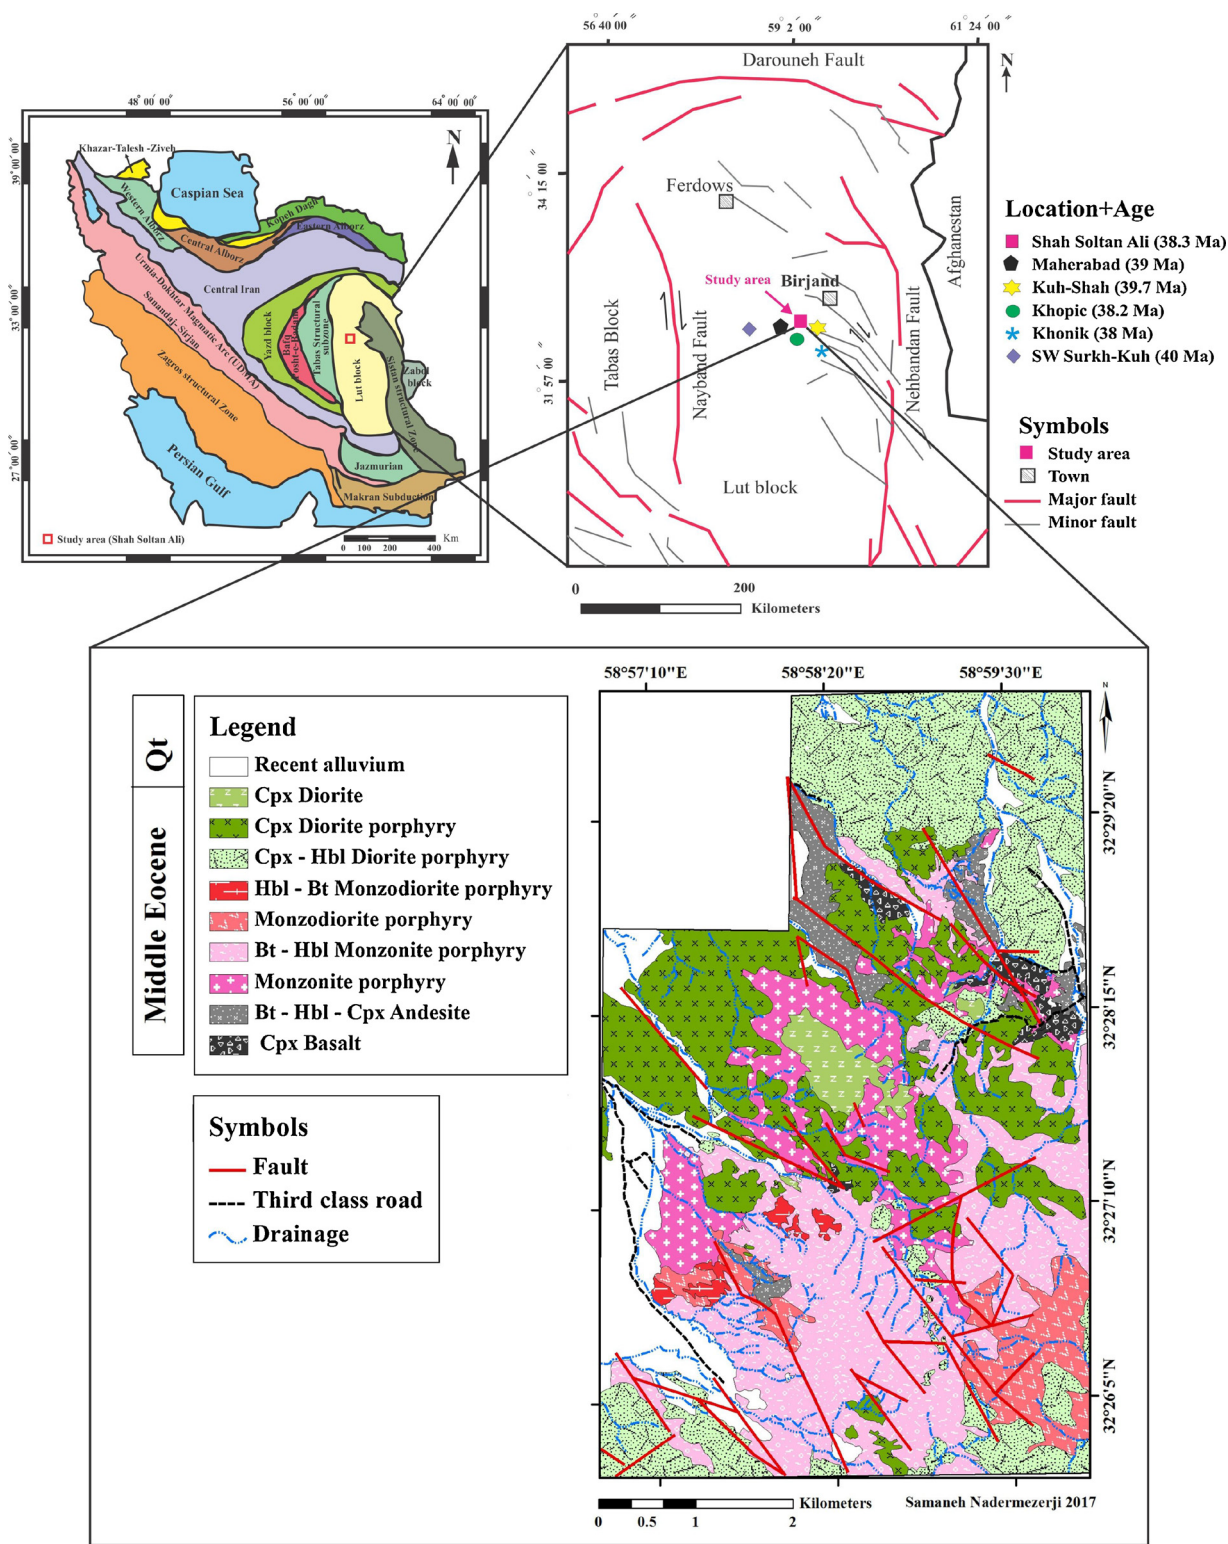 48°00′00″
56°00′00″
64°00′00″
39°00′00″
33°00′00″
27°00′00″
N
Khazar-Talesh -Ziveh
Caspian Sea
Western Alborz
Central Alborz
Kopeh Dagh
Eastern Alborz
Central Iran
Urmia-Dokhtar Magmatic Arc (UDMA)
Sanandaj- Sirjan
Zagros structural Zone
Yazd block
Bafq
Posht-e-Badam
Tabas Structural
subzone
Lut block
Sistan structural Zone
Zabol
block
Jazmurian
Makran Subduction
Persian Gulf
Study area (Shah Soltan Ali)
Km
0 100 200 400
56 40 00
59 2 00
61 24 00
34 15 00
31 57 00
N
Darouneh Fault
Ferdows
Birjand
Study area
Afghanestan
Tabas Block
Nayband Fault
Nehbandan Fault
Lut block
0 200
Kilometers
Location+Age
Shah Soltan Ali (38.3 Ma)
Maherabad (39 Ma)
Kuh-Shah (39.7 Ma)
Khopic (38.2 Ma)
Khonik (38 Ma)
SW Surkh-Kuh (40 Ma)
Symbols
Study area
Town
Major fault
Minor fault
Qt
Middle Eocene
Legend
Recent alluvium
Cpx Diorite
Cpx Diorite porphyry
Cpx - Hbl Diorite porphyry
Hbl - Bt Monzodiorite porphyry
Monzodiorite porphyry
Bt - Hbl Monzonite porphyry
Monzonite porphyry
Bt - Hbl - Cpx Andesite
Cpx Basalt
Symbols
Fault
Third class road
Drainage
58°57'10"E
58°58'20"E
58°59'30"E
N
32°29'20"N
32°28'15"N
32°27'10"N
32°26'5"N
Kilometers
0 0.5 1 2
Samaneh Nadermezerji 2017